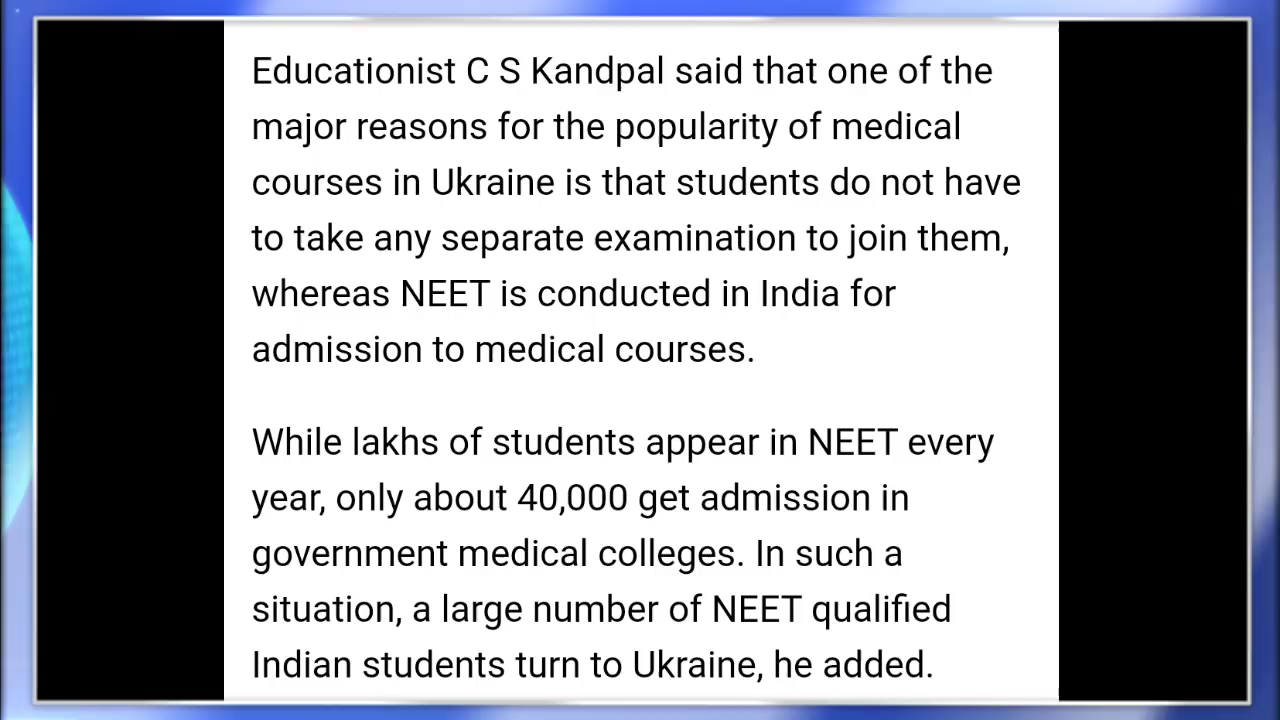 Educationist C S Kandpal said that one of the
major reasons for the popularity of medical
courses in Ukraine is that students do not have
to take any separate examination to join them,
whereas NEET is conducted in India for
admission to medical courses.
While lakhs of students appear in NEET every
year, only about 40,000 get admission in
government medical colleges. In such a
situation, a large number of NEET qualified
Indian students turn to Ukraine, he added.